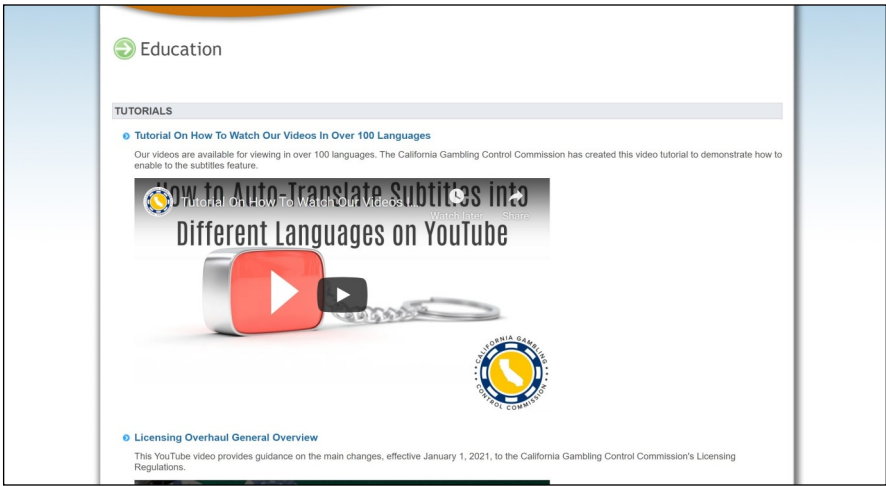 Education
TUTORIALS
Tutorial On How To Watch Our Videos In Over 100 Languages
Our videos are available for viewing in over 100 languages. The California Gambling Control Commission has created this video tutorial to demonstrate how to
enable to the subtitles feature.
How to Auto-Translate Subtitles into
Tutorial On How To Watch Our Videos I...
Watch later
Share
Different Languages on YouTube
CALIFORNIA GAMBLING
CONTROL COMMISSION
Licensing Overhaul General Overview
This YouTube video provides guidance on the main changes, effective January 1, 2021, to the California Gambling Control Commission's Licensing
Regulations.